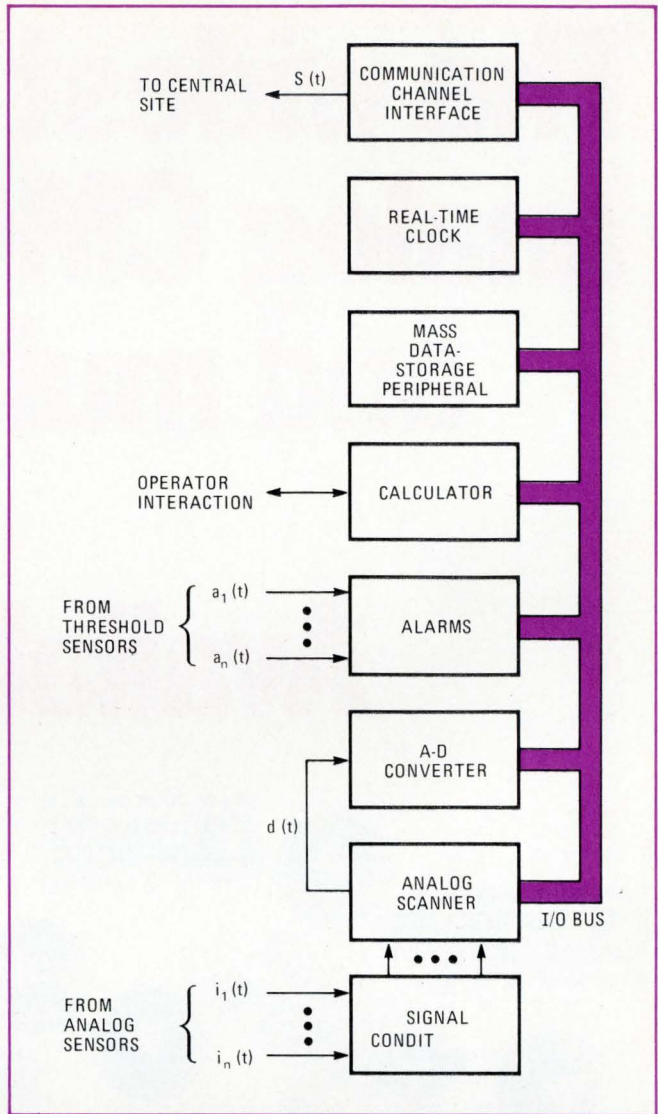 S (t)
TO CENTRAL
SITE
COMMUNICATION
CHANNEL
INTERFACE
REAL-TIME
CLOCK
MASS
DATA-
STORAGE
PERIPHERAL
OPERATOR
INTERACTION
CALCULATOR
FROM
THRESHOLD
SENSORS
a1 (t)
an (t)
ALARMS
A-D
CONVERTER
d (t)
ANALOG
SCANNER
I/O BUS
FROM
ANALOG
SENSORS
i1 (t)
in (t)
SIGNAL
CONDIT